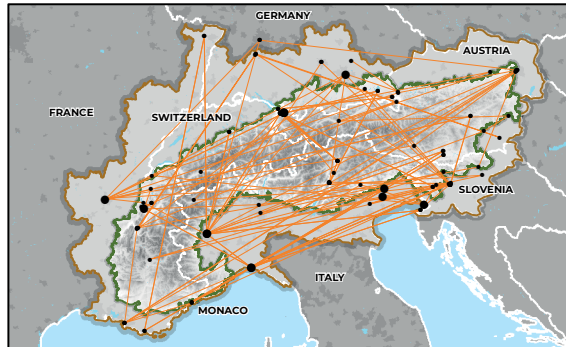 GERMANY
AUSTRIA
FRANCE
SWITZERLAND
SLOVENIA
ITALY
MONACO